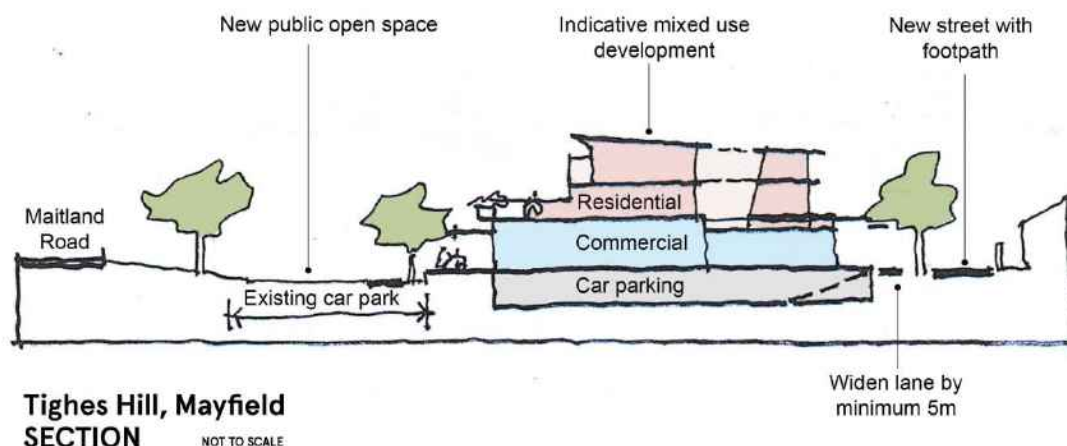 New public open space
Indicative mixed use
development
New street with
footpath
Maitland
Road
Residential
Commercial
Car parking
Existing car park
Widen lane by
minimum 5m
Tighes Hill, Mayfield
SECTION NOT TO SCALE